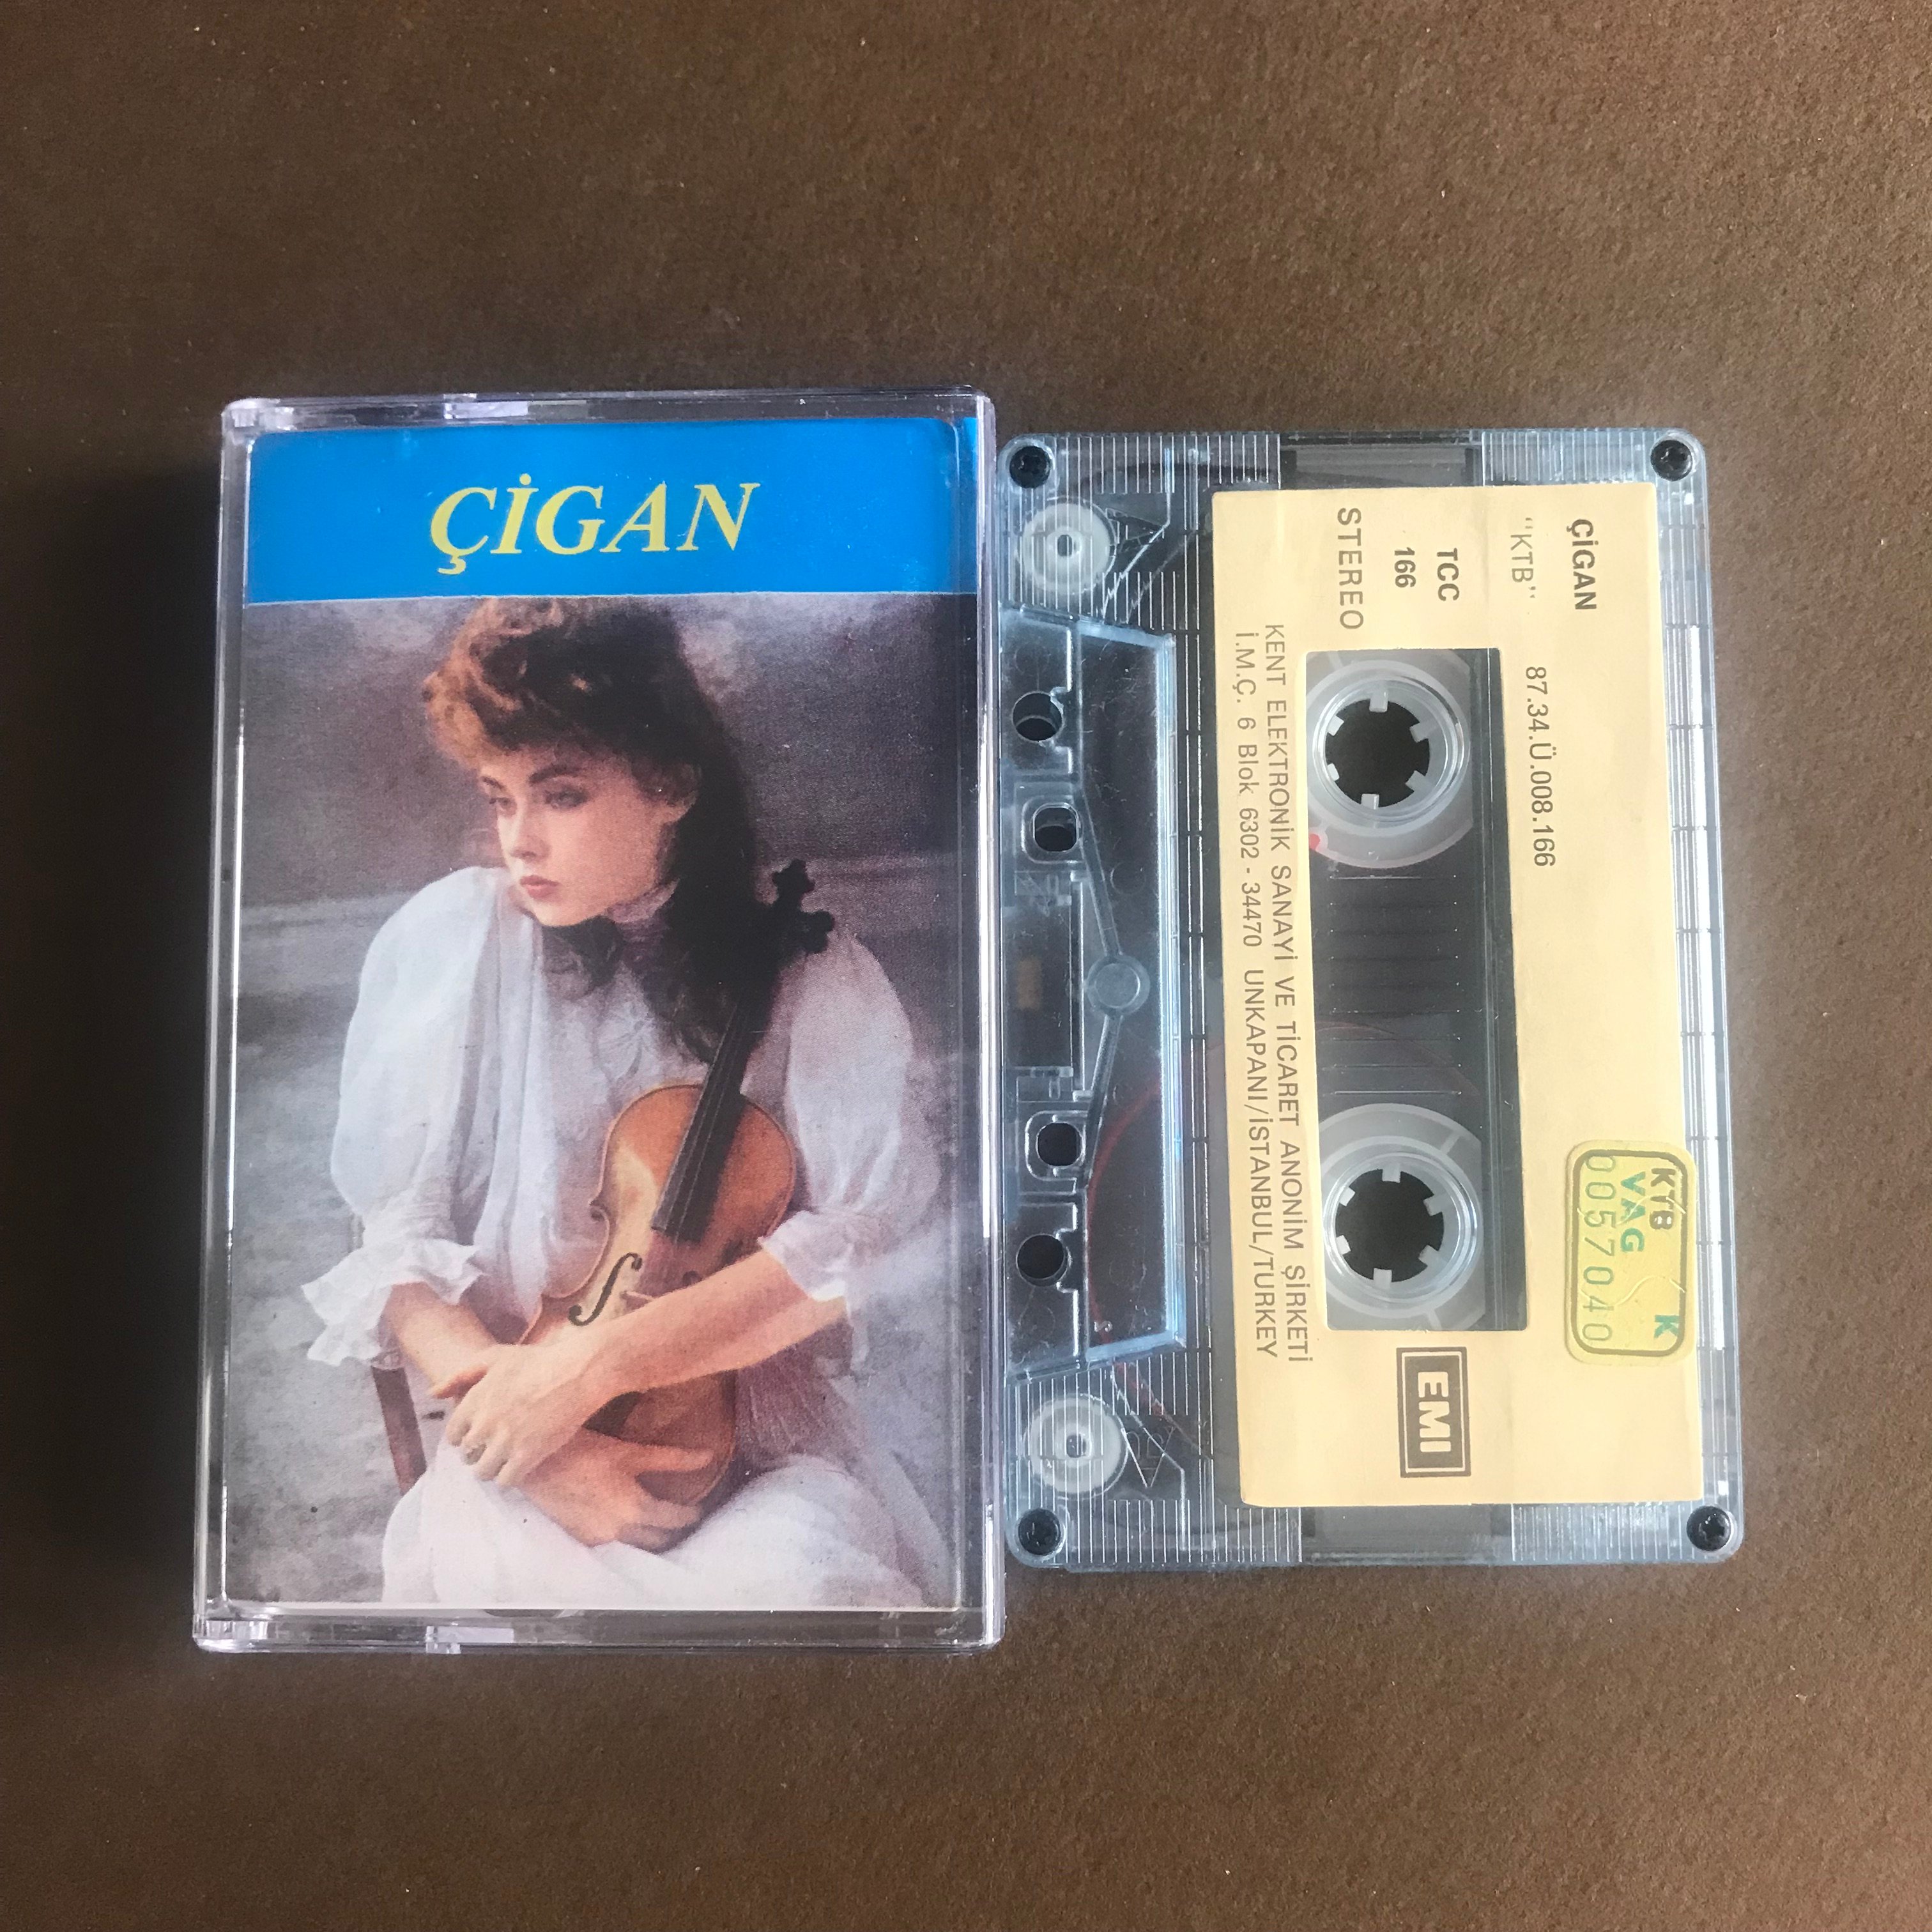 ÇİGAN
ÇİGAN
"KTB"
87.34.Ü.008.166
TCC
166
STEREO
KENT ELEKTRONİK SANAYİ VE TİCARET ANONİM ŞİRKETİ
İ.M.Ç. 6 Blok 6302 - 34470 UNKAPANI/İSTANBUL/TURKEY
EMI
KTB K
VAG
0057040